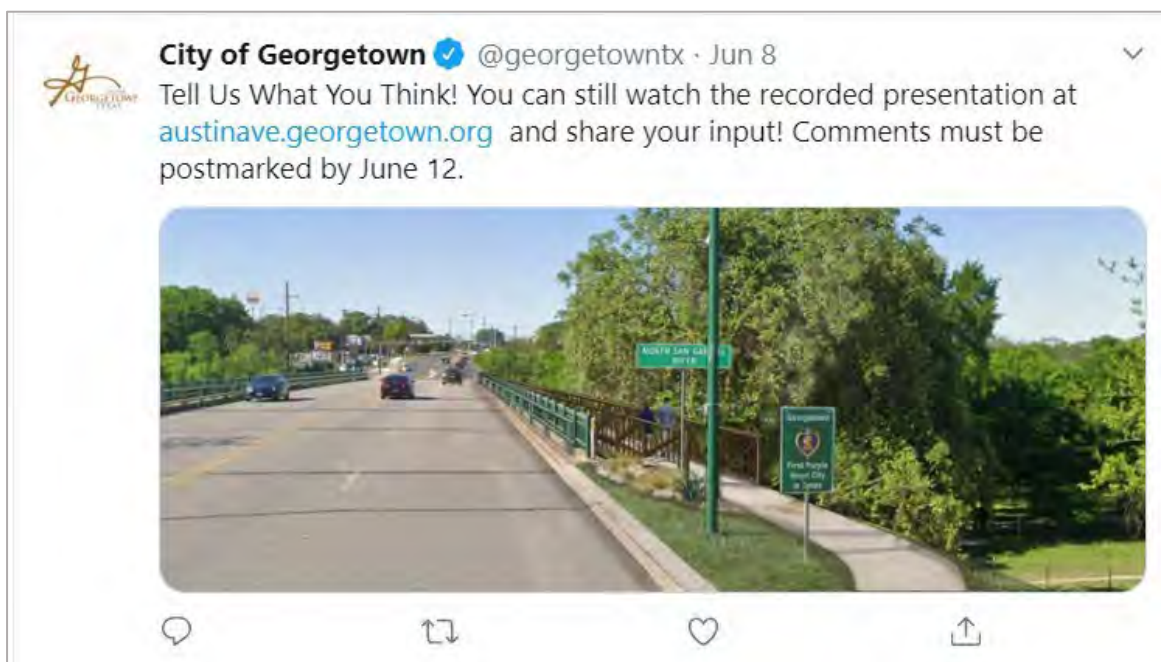 City of Georgetown @georgetowntx · Jun 8
GEORGETOWN
TEXAS
Tell Us What You Think! You can still watch the recorded presentation at
austinave.georgetown.org and share your input! Comments must be
postmarked by June 12.
NORTH SAN GABRIEL
RIVER
Georgetown
First Purple
Heart City
in Texas